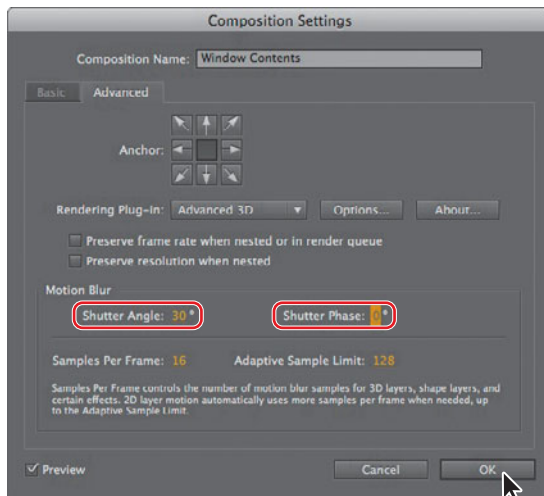 Composition Settings
Composition Name: Window Contents
Basic Advanced
Anchor:
Rendering Plug-in: Advanced 3D Options... About...
Preserve frame rate when nested or in render queue
Preserve resolution when nested
Motion Blur
Shutter Angle: 30 ° Shutter Phase: 0 °
Samples Per Frame: 16 Adaptive Sample Limit: 128
Samples Per Frame controls the number of motion blur samples for 3D layers, shape layers, and
certain effects. 2D layer motion automatically uses more samples per frame when needed, up
to the Adaptive Sample Limit.
Preview Cancel OK